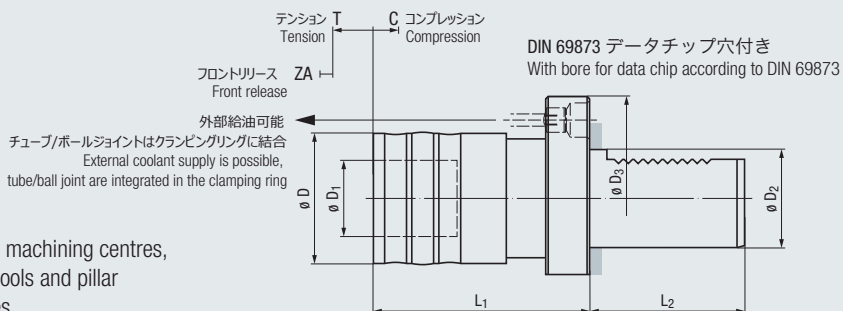 テンション T
Tension
C コンプレッション
Compression
フロントリリース ZA
Front release
DIN 69873 データチップ穴付き
With bore for data chip according to DIN 69873
外部給油可能
チューブ/ボールジョイントはクランピングリングに結合
External coolant supply is possible,
tube/ball joint are integrated in the clamping ring
ø D
ø D1
ø D3
ø D2
machining centres,
ools and pillar
es
L1
L2